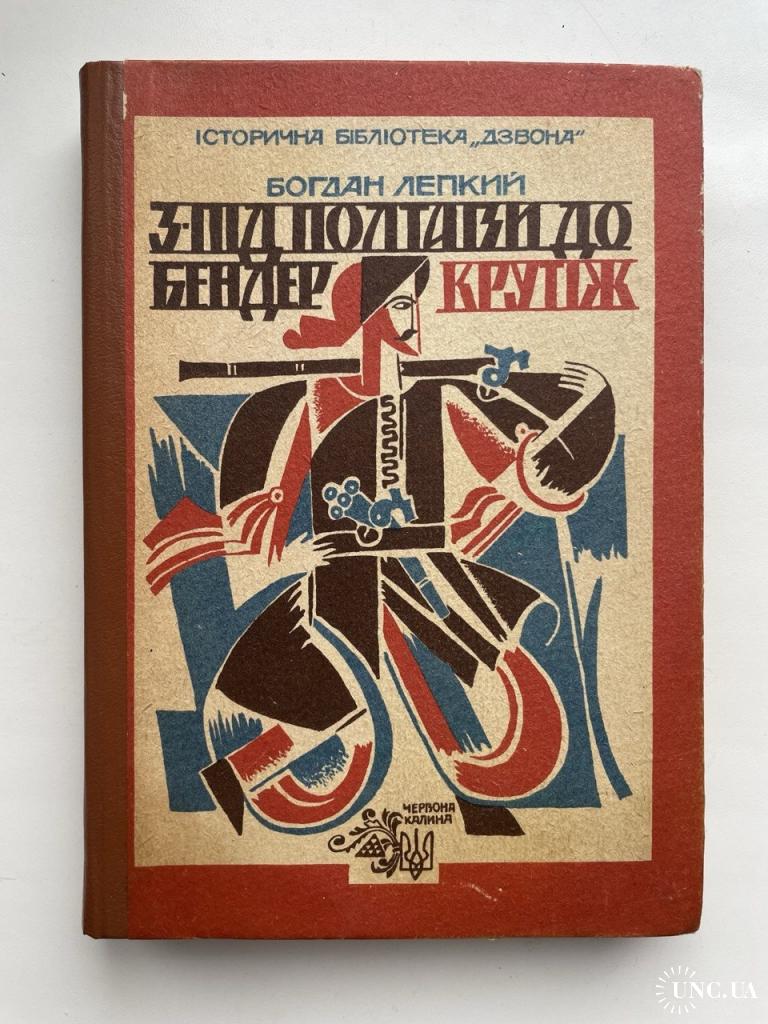 ІСТОРИЧНА БІБЛІОТЕКА „ДЗВОНА"
БОГДАН ЛЕПКИЙ
З-ПІД ПОЛТАВИ ДО
БЕНДЕР КРУТІЖ
ЧЕРВОНА
КАЛИНА
UNC.UA